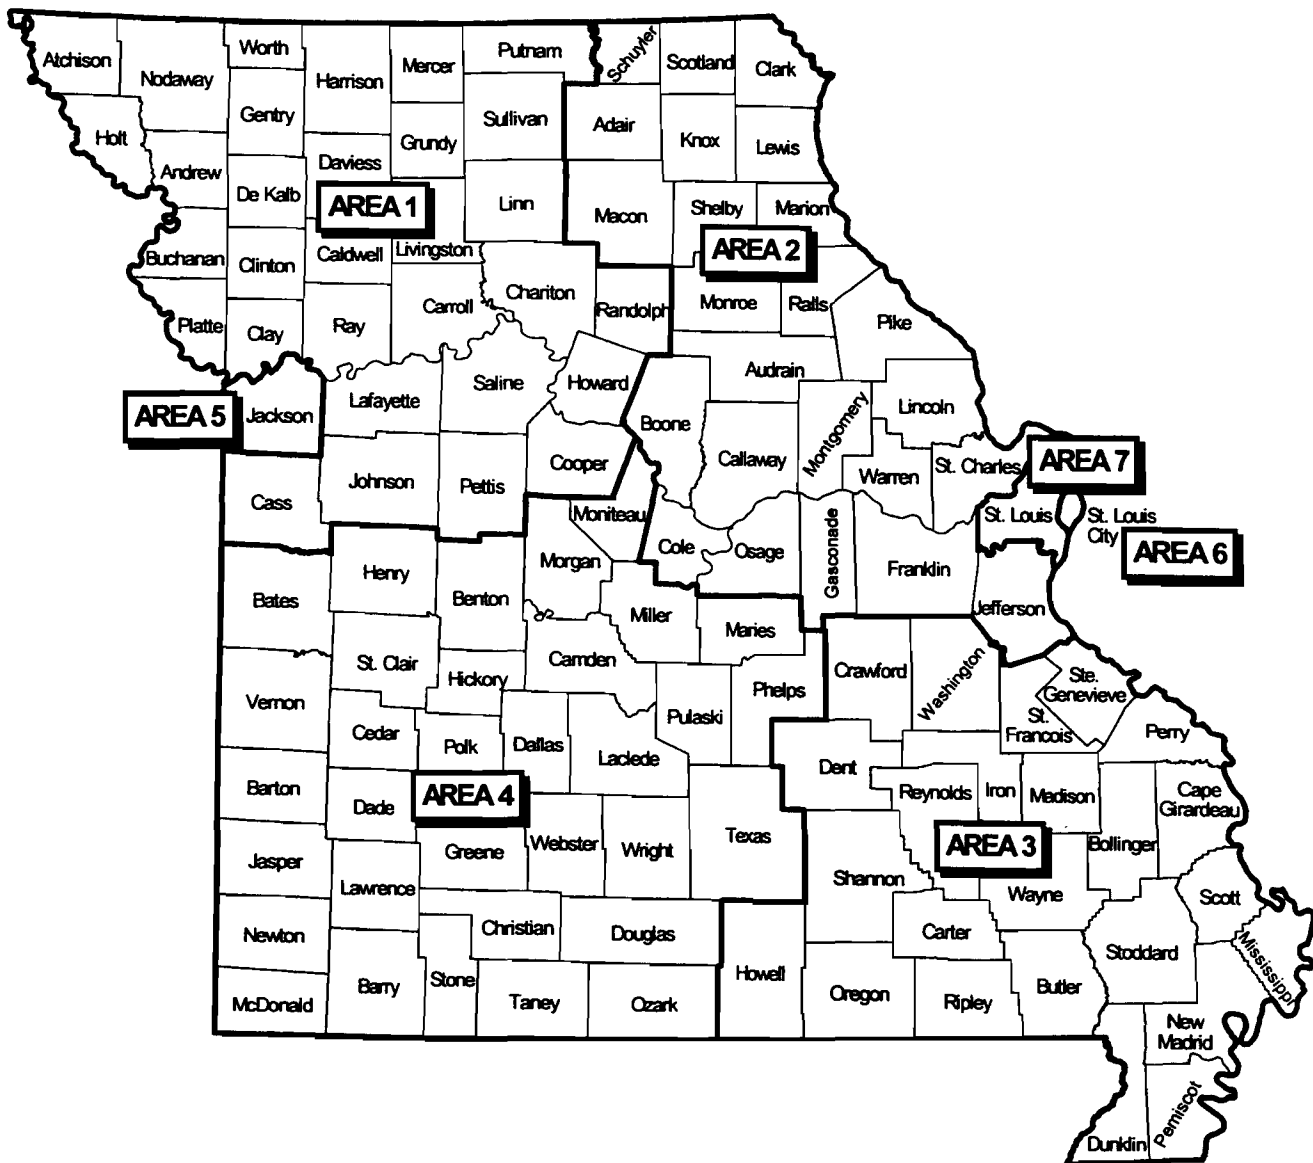 Atchison
Nodaway
Worth
Harrison
Mercer
Putnam
Schuyler
Scotland
Clark
Gentry
Sullivan
Adair
Knox
Lewis
Holt
Andrew
De Kalb
Daviess
Grundy
Linn
Macon
Shelby
Marion
AREA 1
AREA 2
Buchanan
Clinton
Caldwell
Livingston
Chariton
Randolph
Monroe
Ralls
Pike
Platte
Clay
Ray
Carroll
Saline
Howard
Audrain
AREA 5
Jackson
Lafayette
Boone
Callaway
Montgomery
Lincoln
Warren
St. Charles
AREA 7
Cass
Johnson
Pettis
Cooper
Moniteau
St. Louis
St. Louis
City
AREA 6
Henry
Morgan
Cole
Osage
Gasconade
Franklin
Jefferson
Bates
Benton
Miller
Maries
St. Clair
Camden
Hickory
Phelps
Crawford
Washington
Ste.
Genevieve
Vernon
Cedar
Polk
Dallas
Laclede
Pulaski
Dent
St.
Francois
Perry
Barton
Dade
AREA 4
Texas
Reynolds
Iron
Madison
Cape
Girardeau
Jasper
Lawrence
Greene
Webster
Wright
Shannon
AREA 3
Bollinger
Wayne
Scott
Newton
Christian
Douglas
Howell
Carter
Stoddard
Mississippi
McDonald
Barry
Stone
Taney
Ozark
Oregon
Ripley
Butler
New
Madrid
Dunklin
Pemiscot